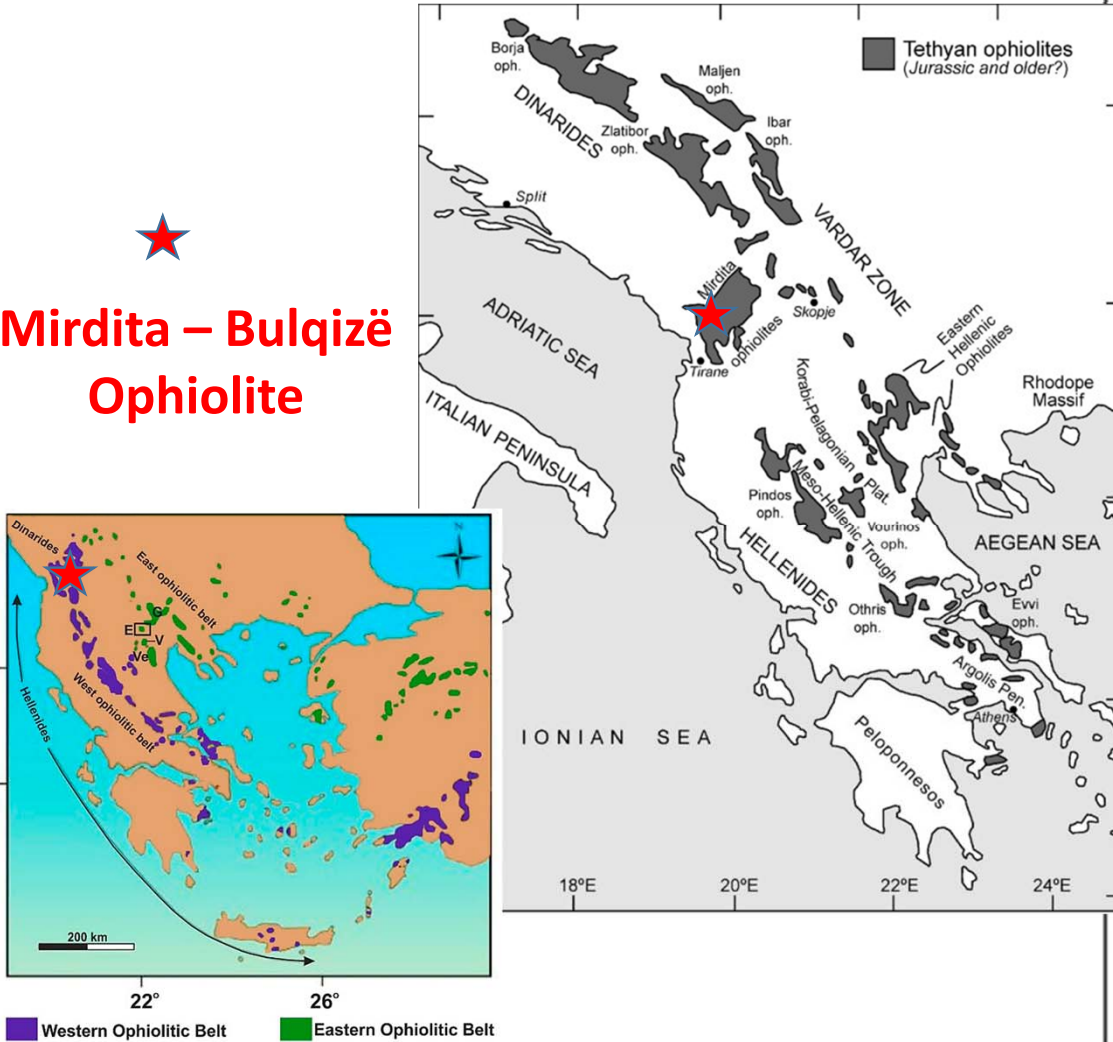 Mirdita – Bulqizë
Ophiolite
Tethyan ophiolites
(Jurassic and older?)
Borja
oph.
Maljen
oph.
DINARIDES
Zlatibor
oph.
Ibar
oph.
Split
VARDAR ZONE
Mirdita
ophiolites
Skopje
ADRIATIC SEA
Tirane
Eastern
Hellenic
Ophiolites
Korabi-Pelagonian
Plat.
Rhodope
Massif
ITALIAN PENINSULA
Pindos
oph.
Meso-Hellenic Trough
Vourinos
oph.
AEGEAN SEA
HELLENIDES
Othris
oph.
Evvi
oph.
Argolis Pen.
Athens
IONIAN SEA
Peloponnesos
18ºE
20ºE
22ºE
24ºE
Dinarides
East ophiolitic belt
N
G
E
V
Ve
West ophiolitic belt
Hellenides
200 km
22°
26°
Western Ophiolitic Belt
Eastern Ophiolitic Belt